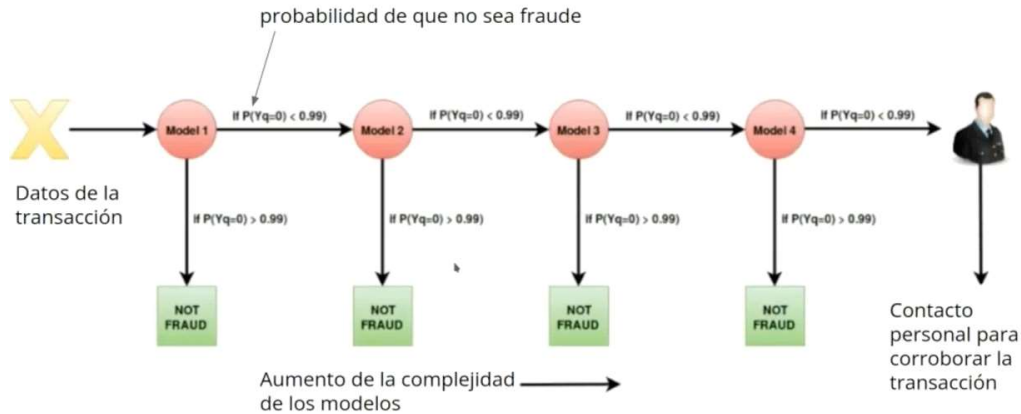 probabilidad de que no sea fraude
If P(Yq=0) < 0.99)
If P(Yq=0) < 0.99)
If P(Yq=0) < 0.99)
If P(Yq=0) < 0.99)
X
Model 1
Model 2
Model 3
Model 4
Datos de la
transacción
If P(Yq=0) > 0.99)
If P(Yq=0) > 0.99)
If P(Yq=0) > 0.99)
If P(Yq=0) > 0.99)
NOT
FRAUD
NOT
FRAUD
NOT
FRAUD
NOT
FRAUD
Contacto
personal para
corroborar la
transacción
Aumento de la complejidad
de los modelos